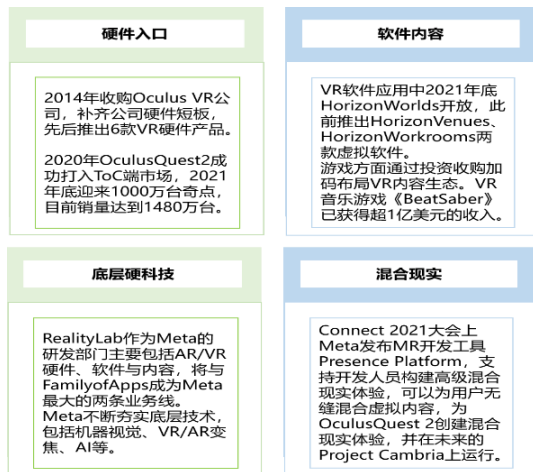 硬件入口
2014年收购Oculus VR公
司，补齐公司硬件短板，
先后推出6款VR硬件产品。
2020年OculusQuest2成
功打入ToC端市场，2021
年底迎来1000万台奇点，
目前销量达到1480万台。
软件内容
VR软件应用中2021年底
HorizonWorlds开放，此
前推出HorizonVenues、
HorizonWorkrooms两
款虚拟软件。
游戏方面通过投资收购加
码布局VR内容生态。VR
音乐游戏《BeatSaber》
已获得超1亿美元的收入。
底层硬科技
RealityLab作为Meta的
研发部门主要包括AR/VR
硬件、软件与内容，将与
FamilyofApps成为Meta
最大的两条业务线。
Meta不断夯实底层技术，
包括机器视觉、VR/AR变
焦、AI等。
混合现实
Connect 2021大会上
Meta发布MR开发工具
Presence Platform，支
持开发人员构建高级混合
现实体验，可以为用户无
缝混合虚拟内容，为
OculusQuest 2创建混合
现实体验，并在未来的
Project Cambria上运行。